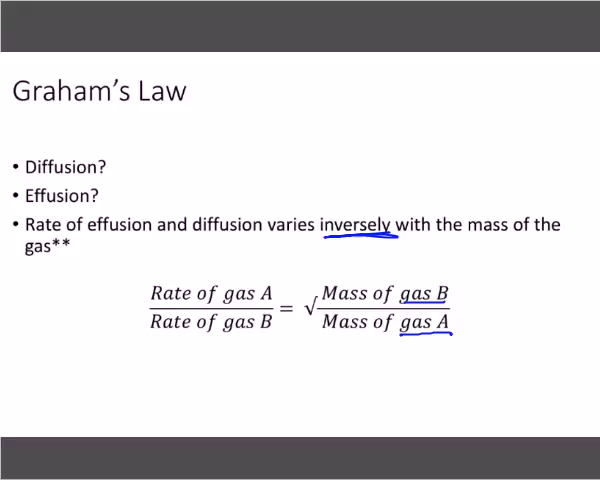 Graham's Law
• Diffusion?
• Effusion?
• Rate of effusion and diffusion varies inversely with the mass of the
gas**
Rate of gas A / Rate of gas B = √ Mass of gas B / Mass of gas A